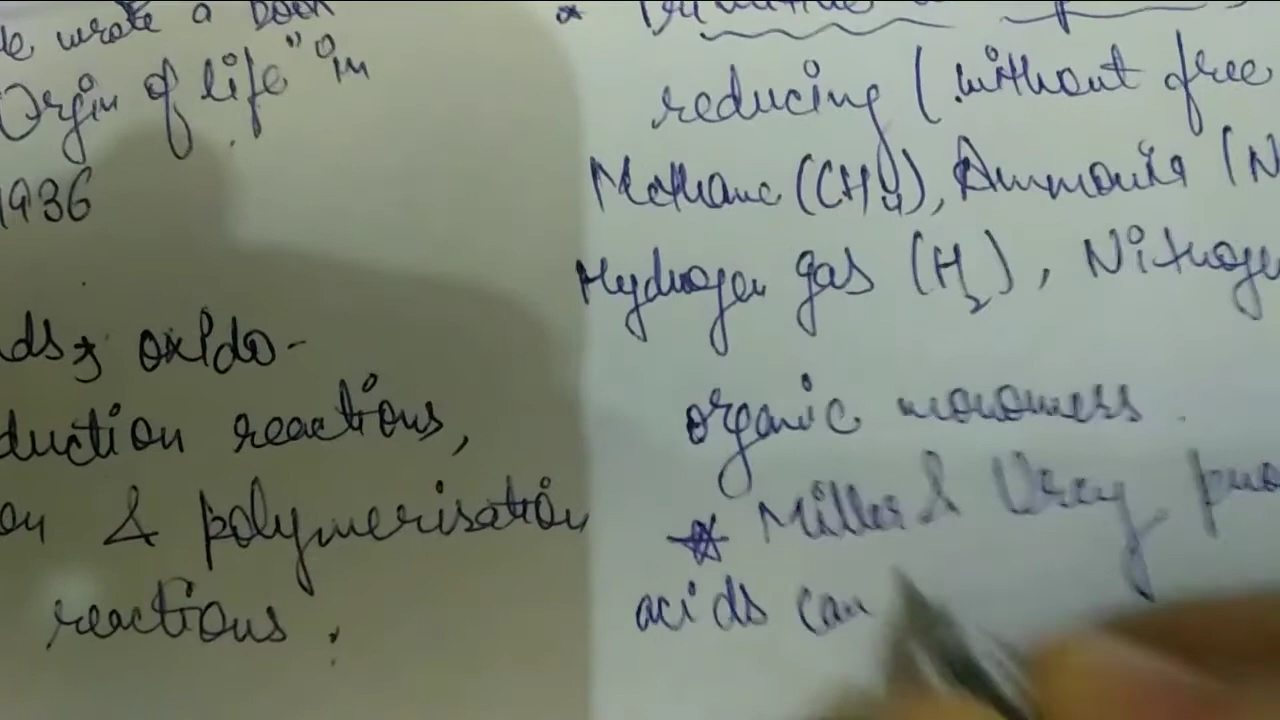 wrote a book
Orgin of life" in
1936
ds, oxido-
duction reactions,
on & polymerisation
reactions.
reducing (without free
Methane (CH4), Ammonia (N
Hydrogen gas (H2), Nitroge
organic monomers.
* Miller & Urey
acids can